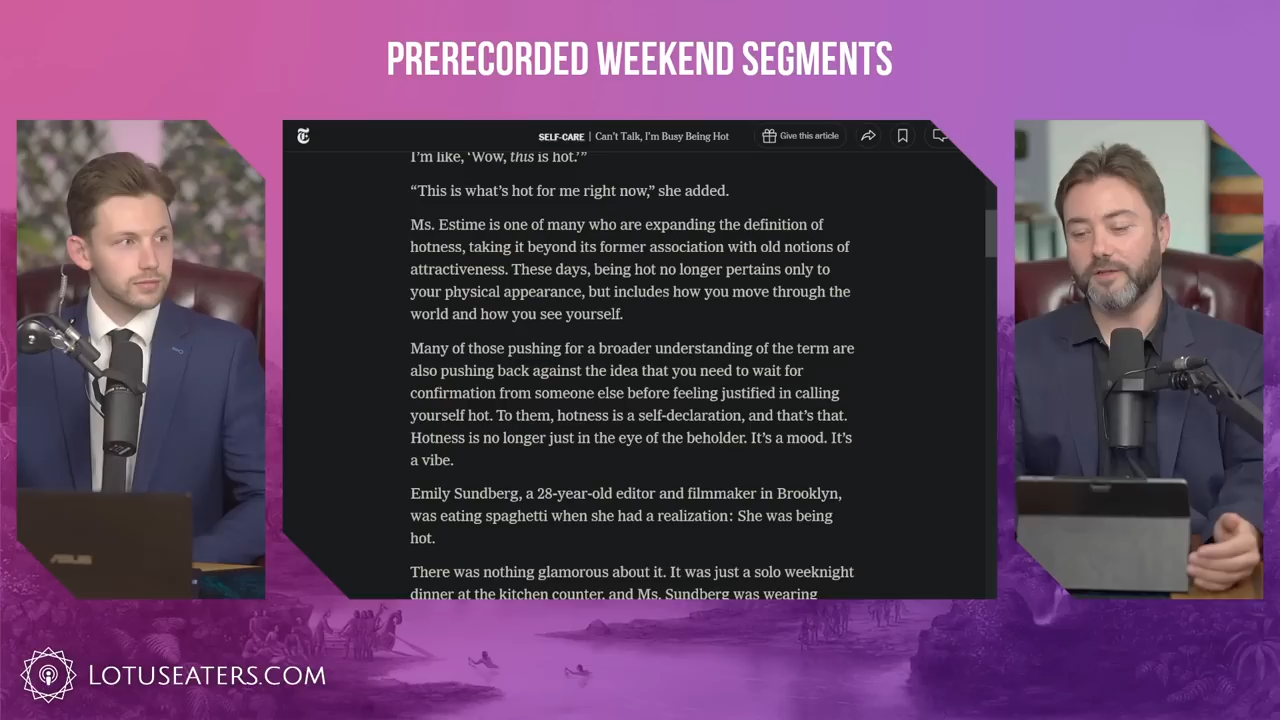 PRERECORDED WEEKEND SEGMENTS
SELF-CARE | Can't Talk, I'm Busy Being Hot
Give this article
I'm like, ‘Wow, this is hot.’”
“This is what's hot for me right now,” she added.
Ms. Estime is one of many who are expanding the definition of
hotness, taking it beyond its former association with old notions of
attractiveness. These days, being hot no longer pertains only to
your physical appearance, but includes how you move through the
world and how you see yourself.
Many of those pushing for a broader understanding of the term are
also pushing back against the idea that you need to wait for
confirmation from someone else before feeling justified in calling
yourself hot. To them, hotness is a self-declaration, and that's that.
Hotness is no longer just in the eye of the beholder. It's a mood. It's
a vibe.
Emily Sundberg, a 28-year-old editor and filmmaker in Brooklyn,
was eating spaghetti when she had a realization: She was being
hot.
There was nothing glamorous about it. It was just a solo weeknight
dinner at the kitchen counter, and Ms. Sundberg was wearing
ASUS
LOTUSEATERS.COM